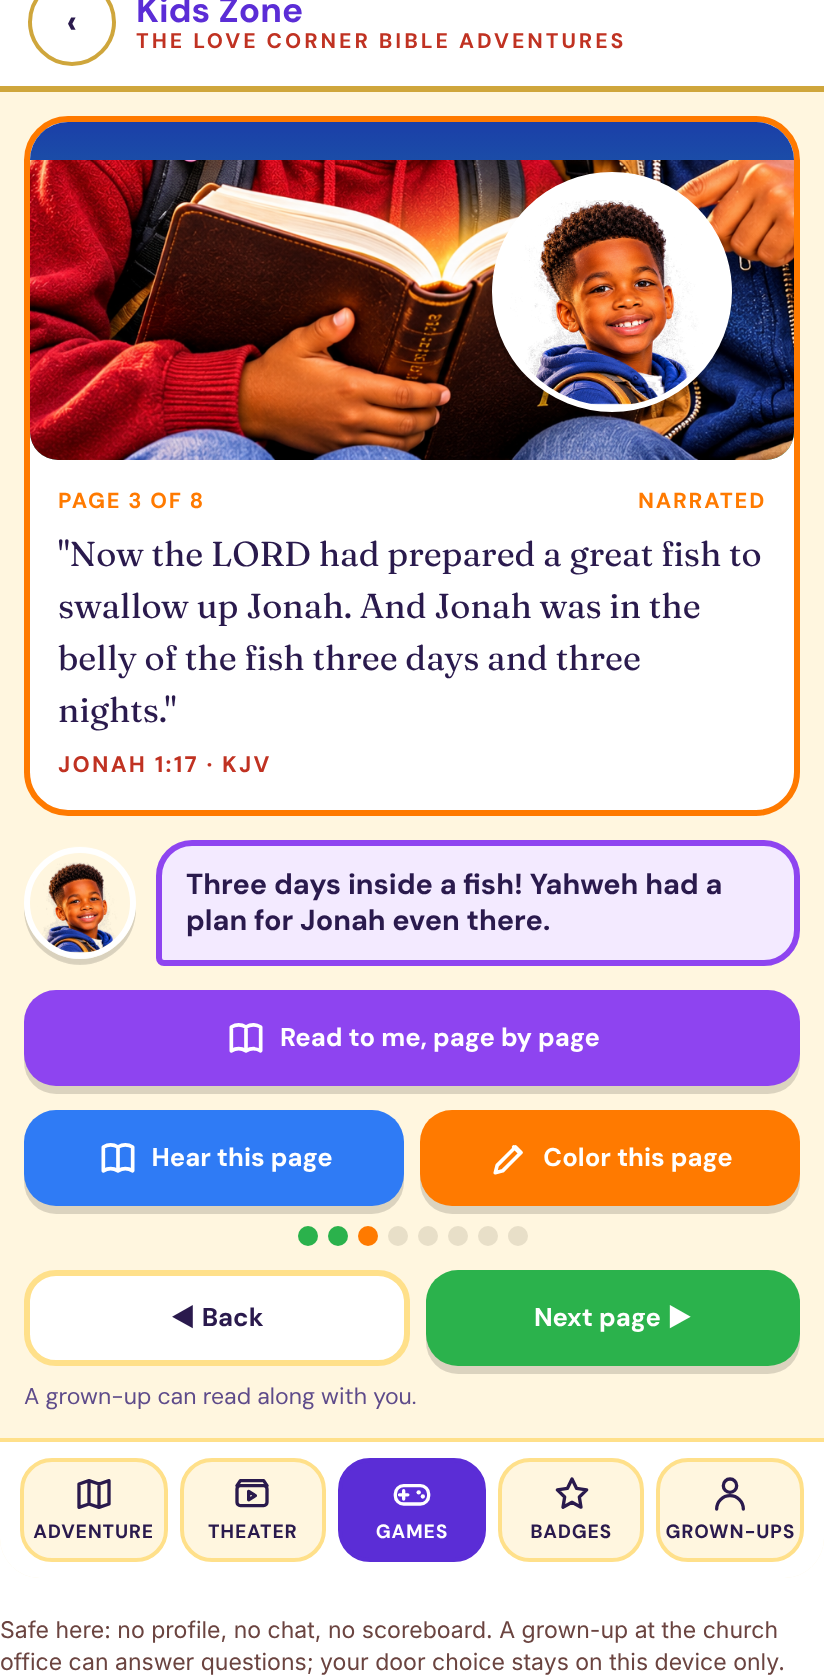 ‹
Kids Zone
THE LOVE CORNER BIBLE ADVENTURES
PAGE 3 OF 8
NARRATED
"Now the LORD had prepared a great fish to
swallow up Jonah. And Jonah was in the
belly of the fish three days and three
nights."
JONAH 1:17 · KJV
Three days inside a fish! Yahweh had a
plan for Jonah even there.
Read to me, page by page
Hear this page
Color this page
◀ Back
Next page ▶
A grown-up can read along with you.
ADVENTURE
THEATER
GAMES
BADGES
GROWN-UPS
Safe here: no profile, no chat, no scoreboard. A grown-up at the church
office can answer questions; your door choice stays on this device only.